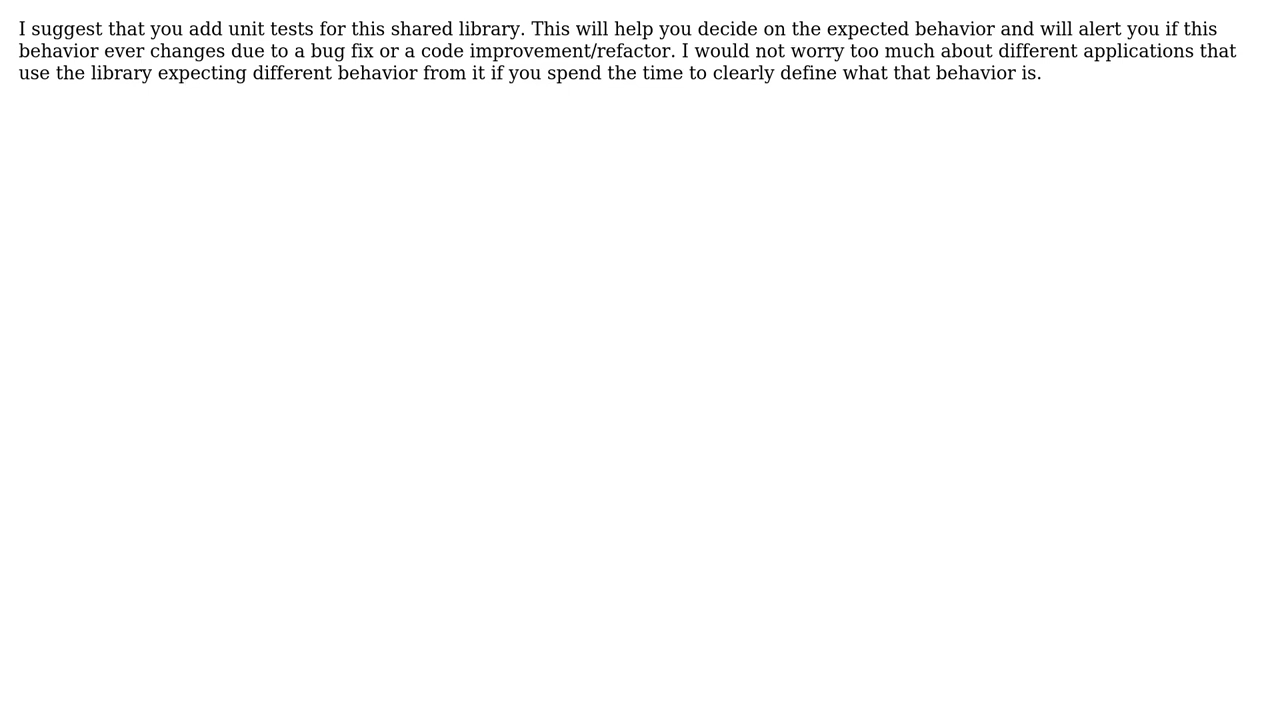 I suggest that you add unit tests for this shared library. This will help you decide on the expected behavior and will alert you if this
behavior ever changes due to a bug fix or a code improvement/refactor. I would not worry too much about different applications that
use the library expecting different behavior from it if you spend the time to clearly define what that behavior is.